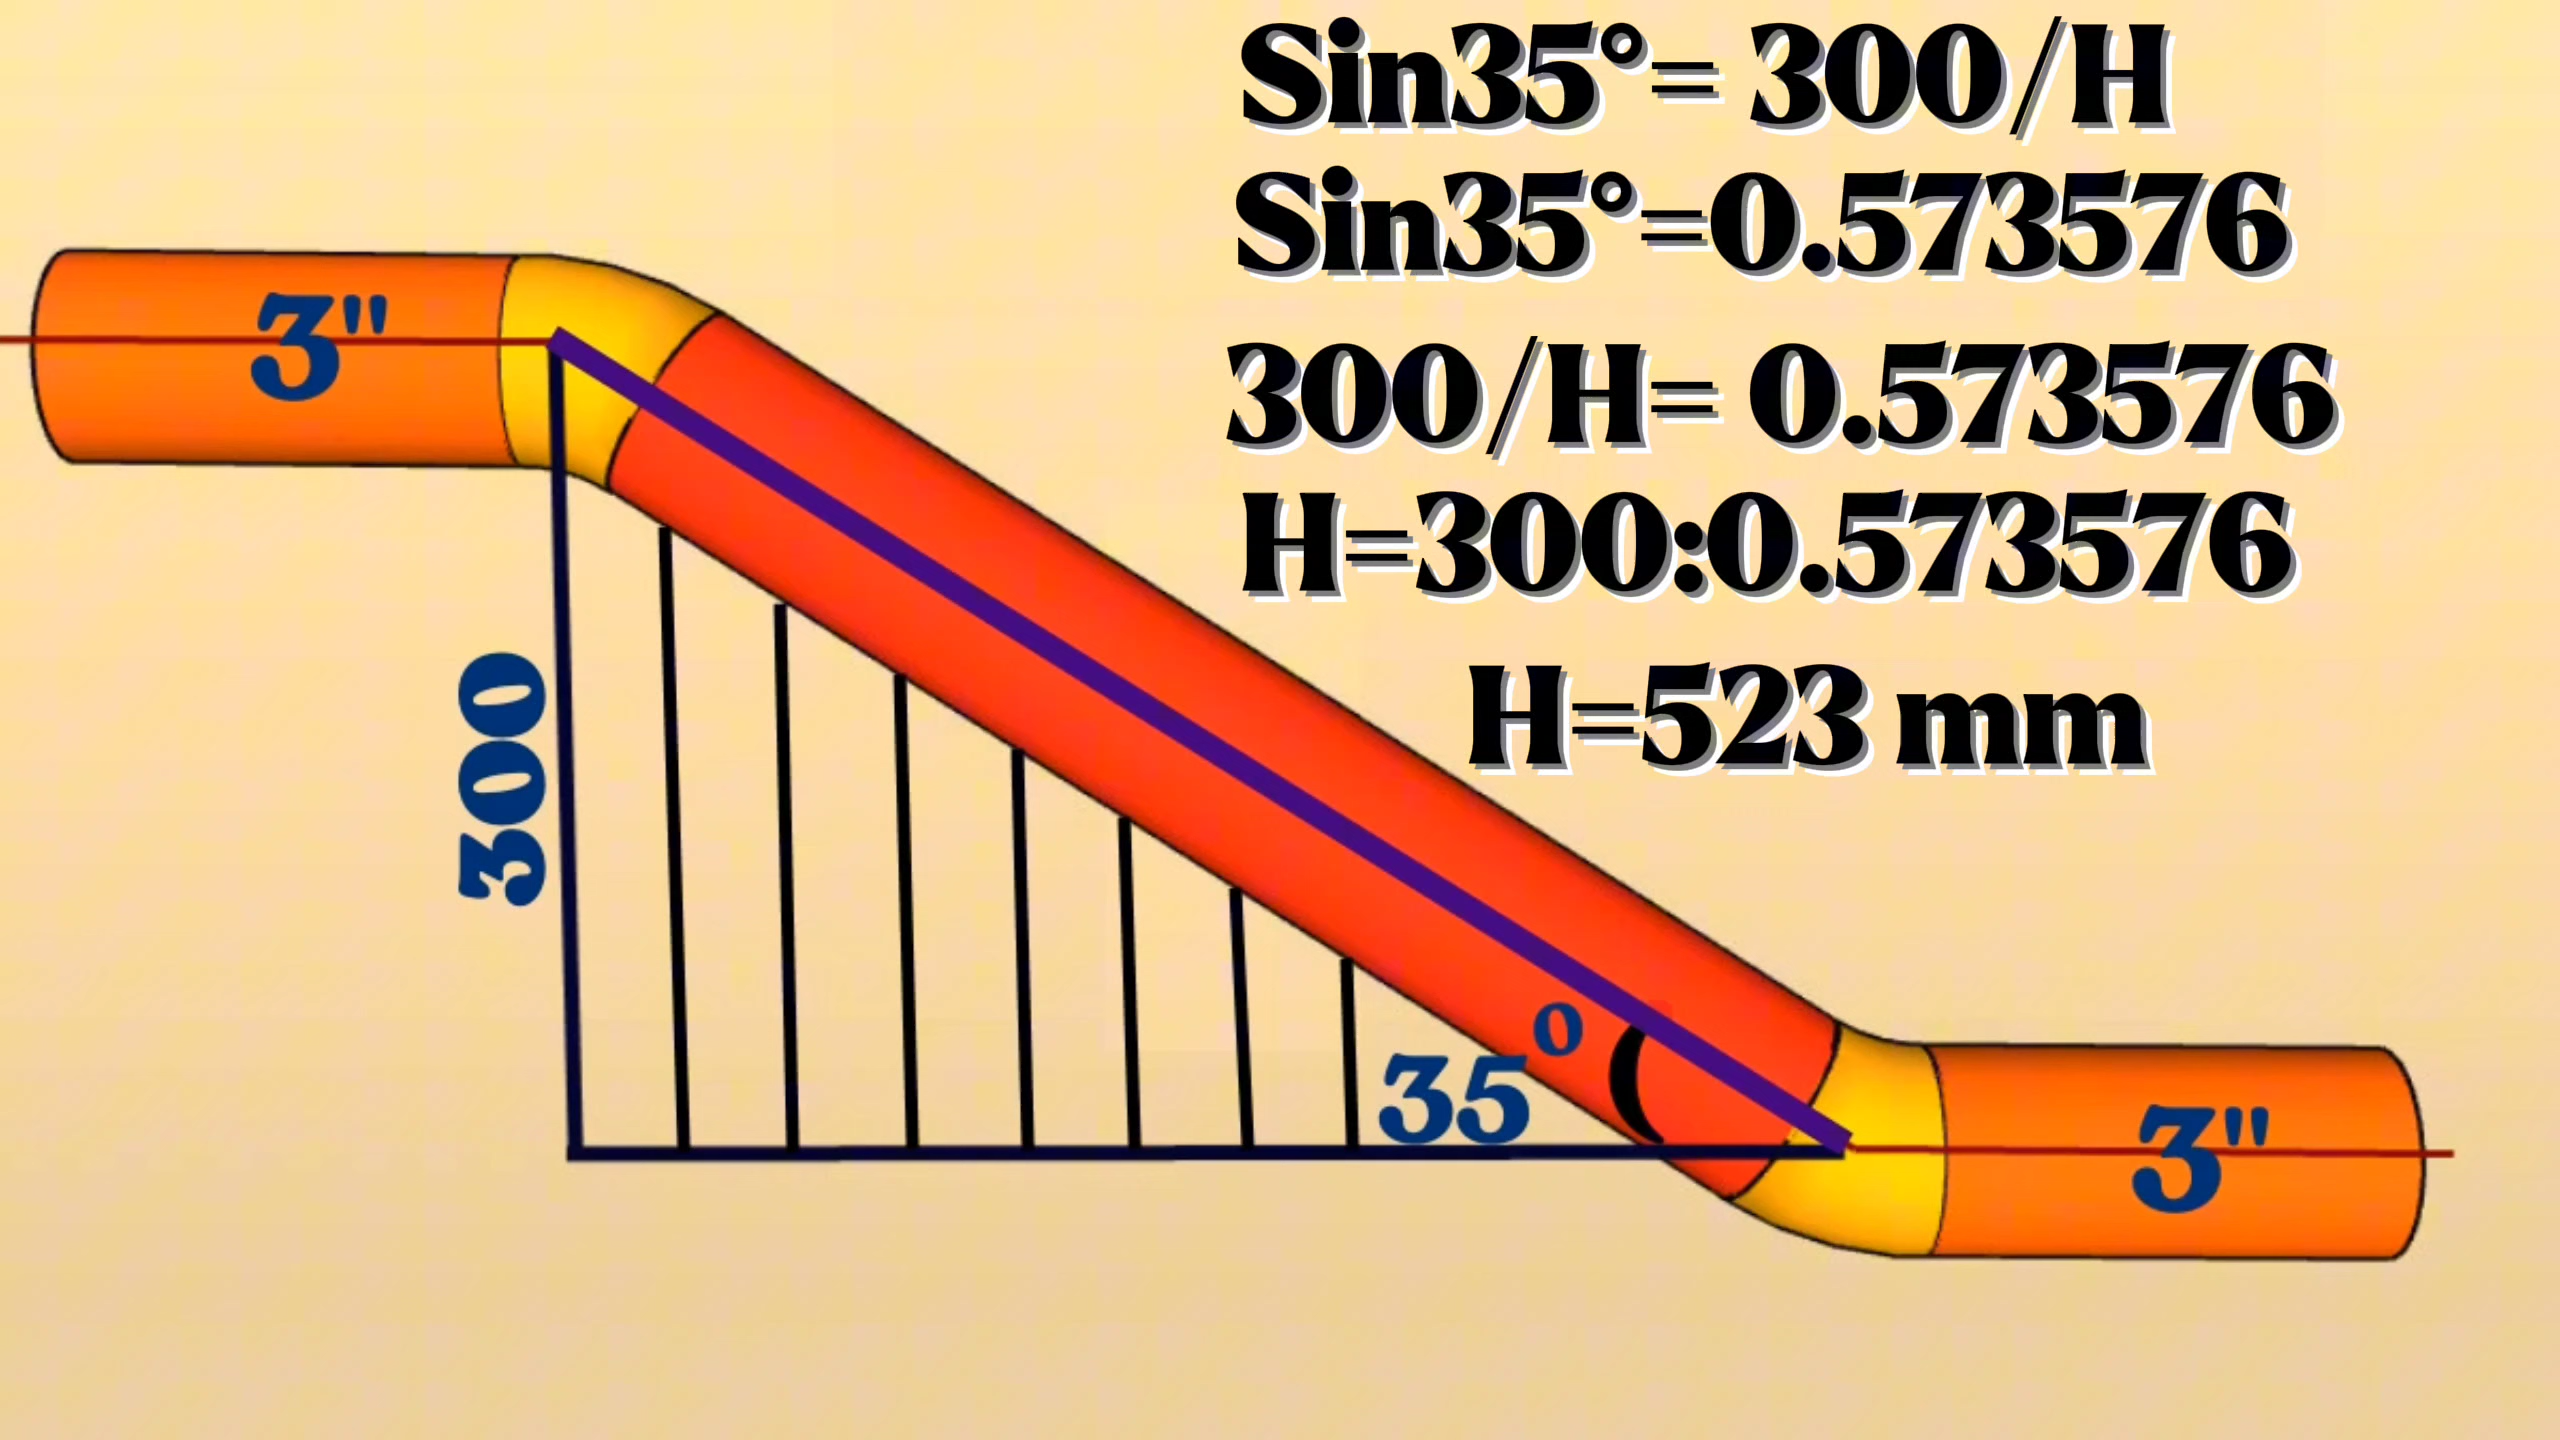 Sin35°= 300/H
Sin35°=0.573576
300/H= 0.573576
H=300:0.573576
H=523 mm
3"
300
35°
3"